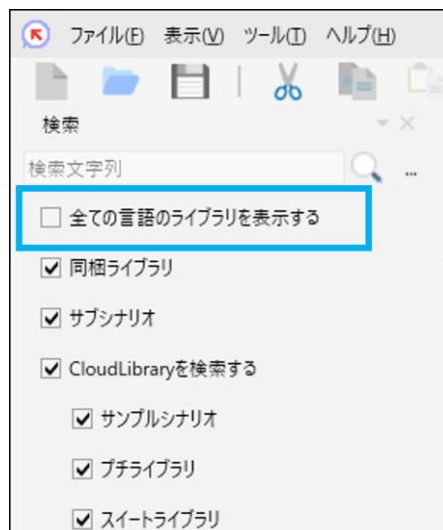 ファイル(F) 表示(V) ツール(T) ヘルプ(H)
検索
検索文字列
...
全ての言語のライブラリを表示する
同梱ライブラリ
サブシナリオ
CloudLibraryを検索する
サンプルシナリオ
プチライブラリ
スイートライブラリ